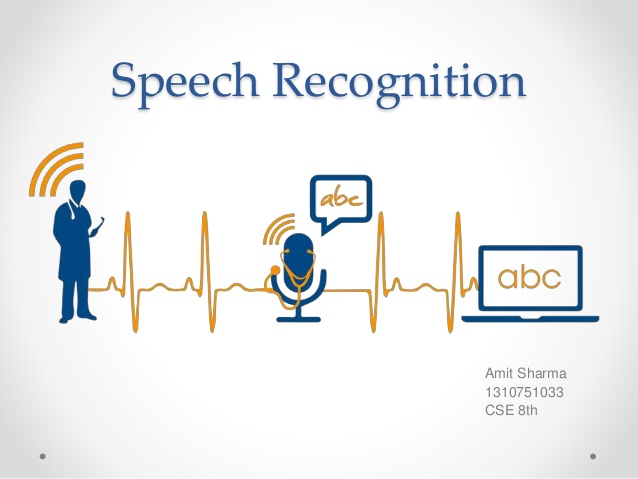 Speech Recognition
abc
abc
Amit Sharma
1310751033
CSE 8th